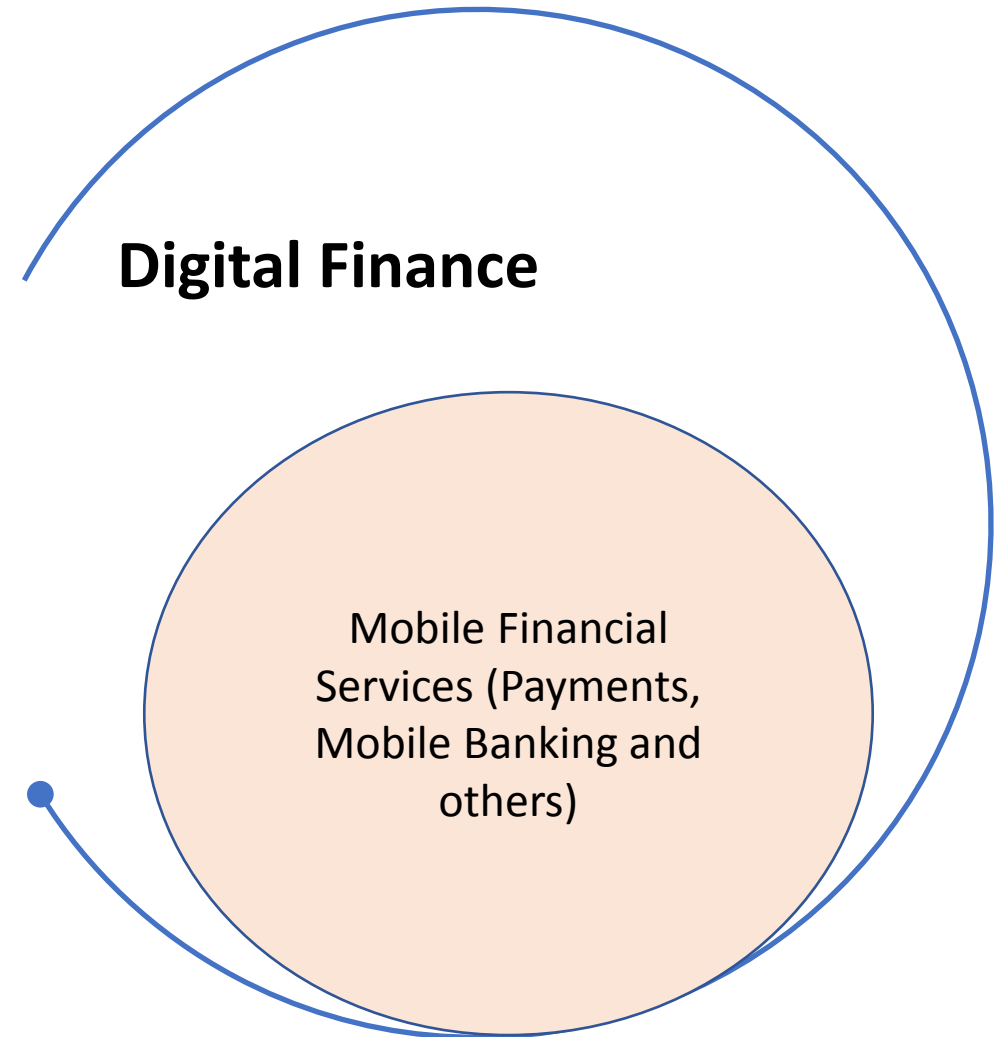 Digital Finance
Mobile Financial
Services (Payments,
Mobile Banking and
others)